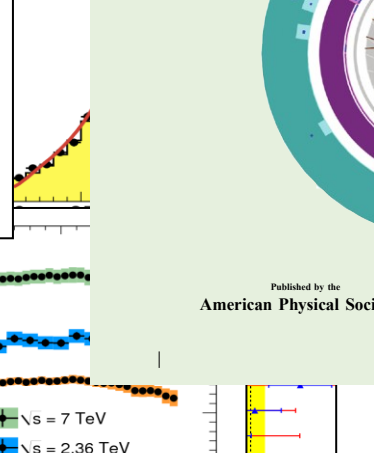 Published by the
American Physical Soci
√s = 7 TeV
√s = 2.36 TeV